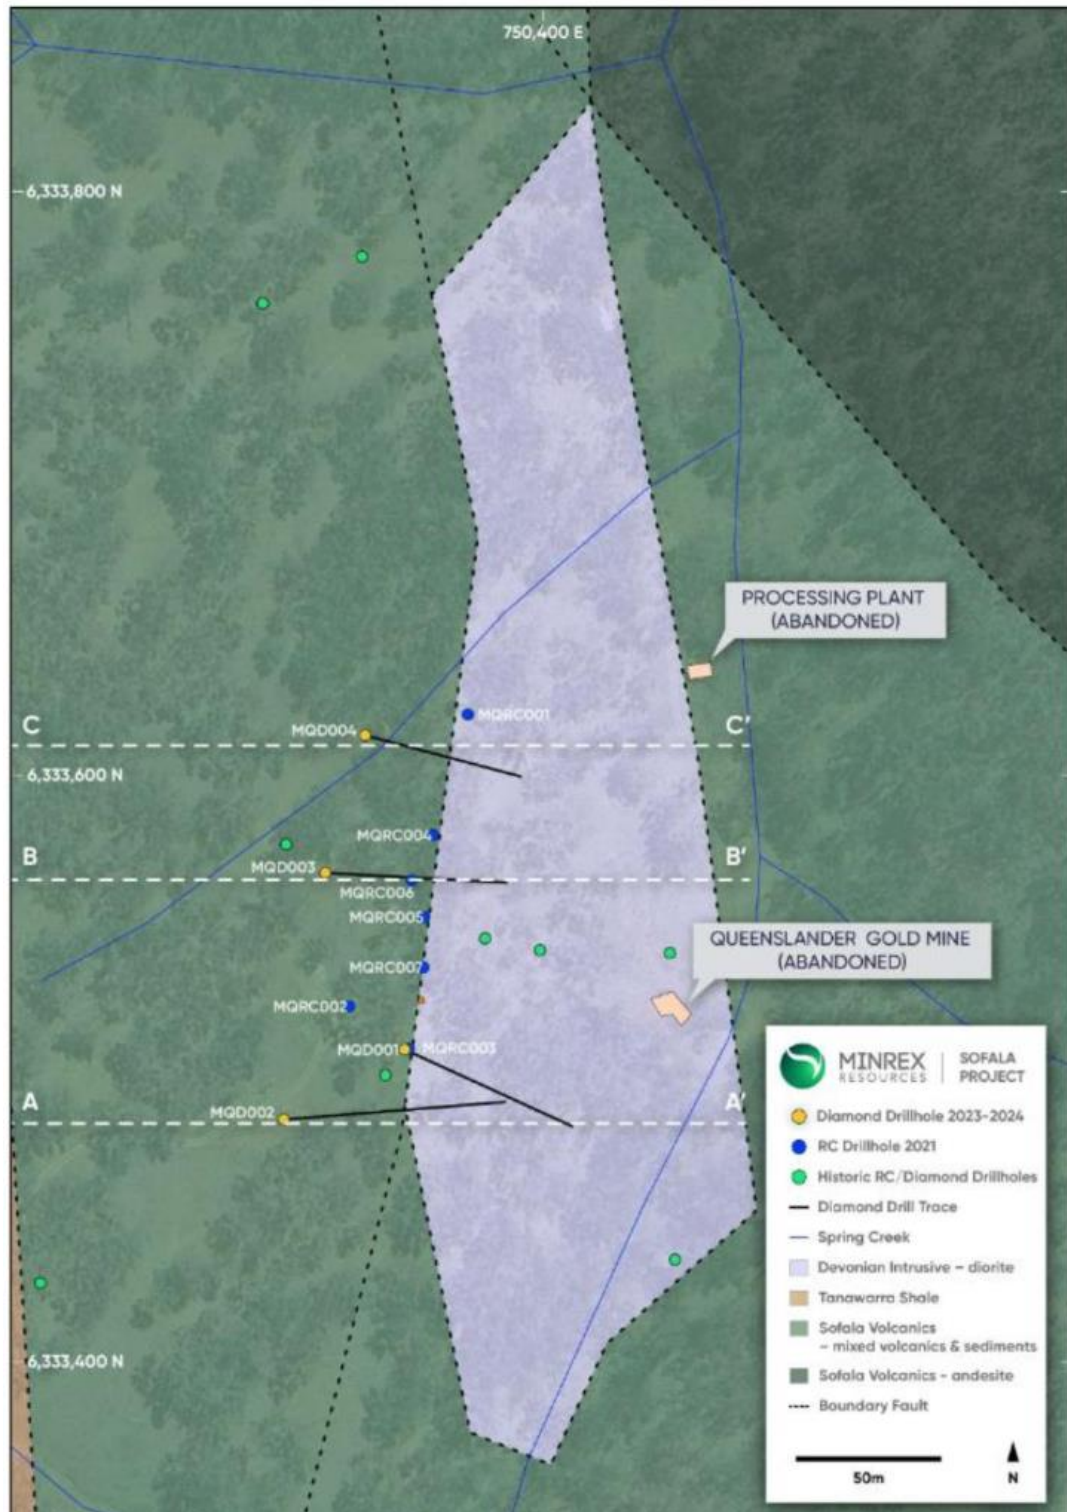 750,400 E
6,333,800 N
PROCESSING PLANT
(ABANDONED)
MQRC001
C
MQD004
C'
6,333,600 N
MQRC004
B
MQD003
B'
MQRC006
MQRC005
QUEENSLANDER GOLD MINE
(ABANDONED)
MQRC007
MQRC002
MQD001
MQRC003
A
MQD002
A'
6,333,400 N
MINREX
RESOURCES
SOFALA
PROJECT
Diamond Drillhole 2023-2024
RC Drillhole 2021
Historic RC/Diamond Drillholes
Diamond Drill Trace
Spring Creek
Devonian Intrusive – diorite
Tanawarra Shale
Sofala Volcanics
– mixed volcanics & sediments
Sofala Volcanics - andesite
Boundary Fault
50m
N